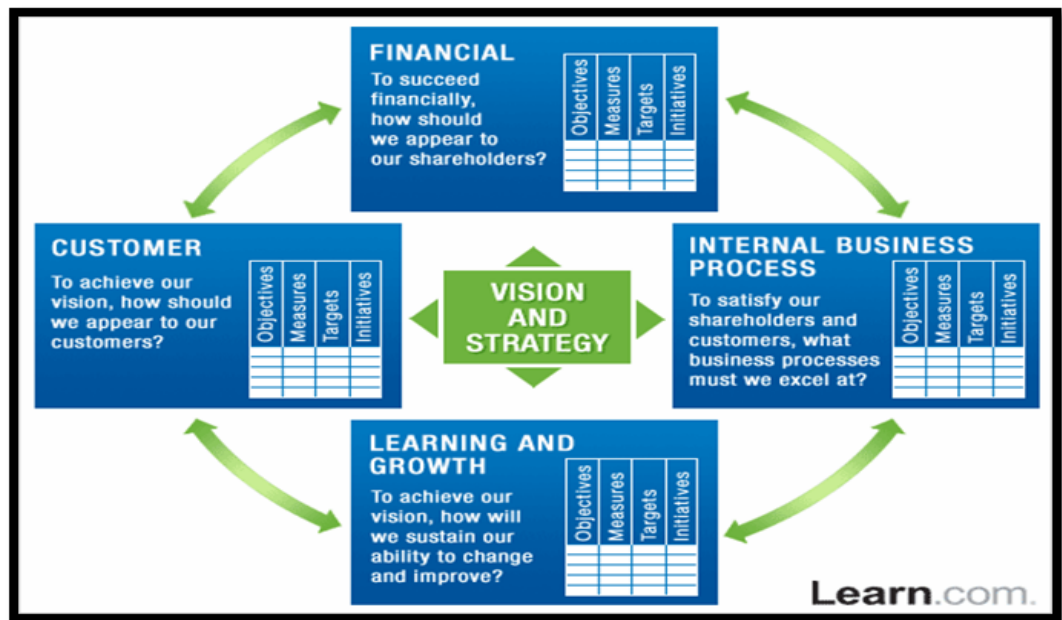 FINANCIAL
To succeed
financially,
how should
we appear to
our shareholders?
Objectives
Measures
Targets
Initiatives
CUSTOMER
To achieve our
vision, how should
we appear to our
customers?
Objectives
Measures
Targets
Initiatives
VISION
AND
STRATEGY
INTERNAL BUSINESS
PROCESS
To satisfy our
shareholders and
customers, what
business processes
must we excel at?
Objectives
Measures
Targets
Initiatives
LEARNING AND
GROWTH
To achieve our
vision, how will
we sustain our
ability to change
and improve?
Objectives
Measures
Targets
Initiatives
Learn.com.